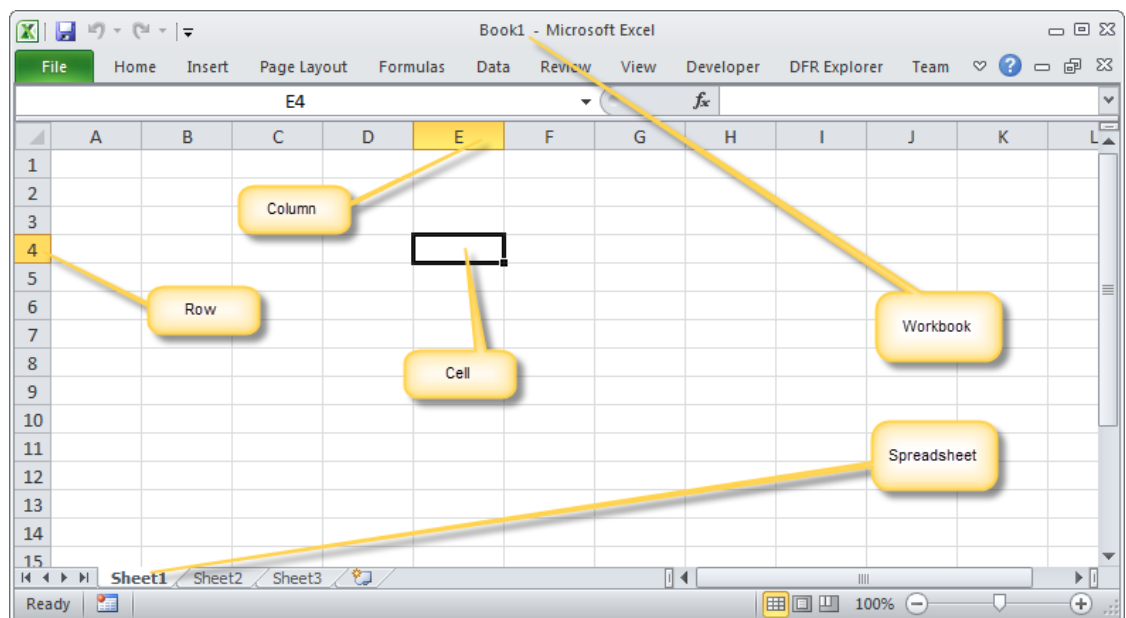 Book1 - Microsoft Excel
File Home Insert Page Layout Formulas Data Review View Developer DFR Explorer Team
E4 fx
A B C D E F G H I J K L
1
2
Column
3
4
5
6
Row
Workbook
7
8
Cell
9
10
11
Spreadsheet
12
13
14
15
Sheet1 Sheet2 Sheet3
Ready 100%